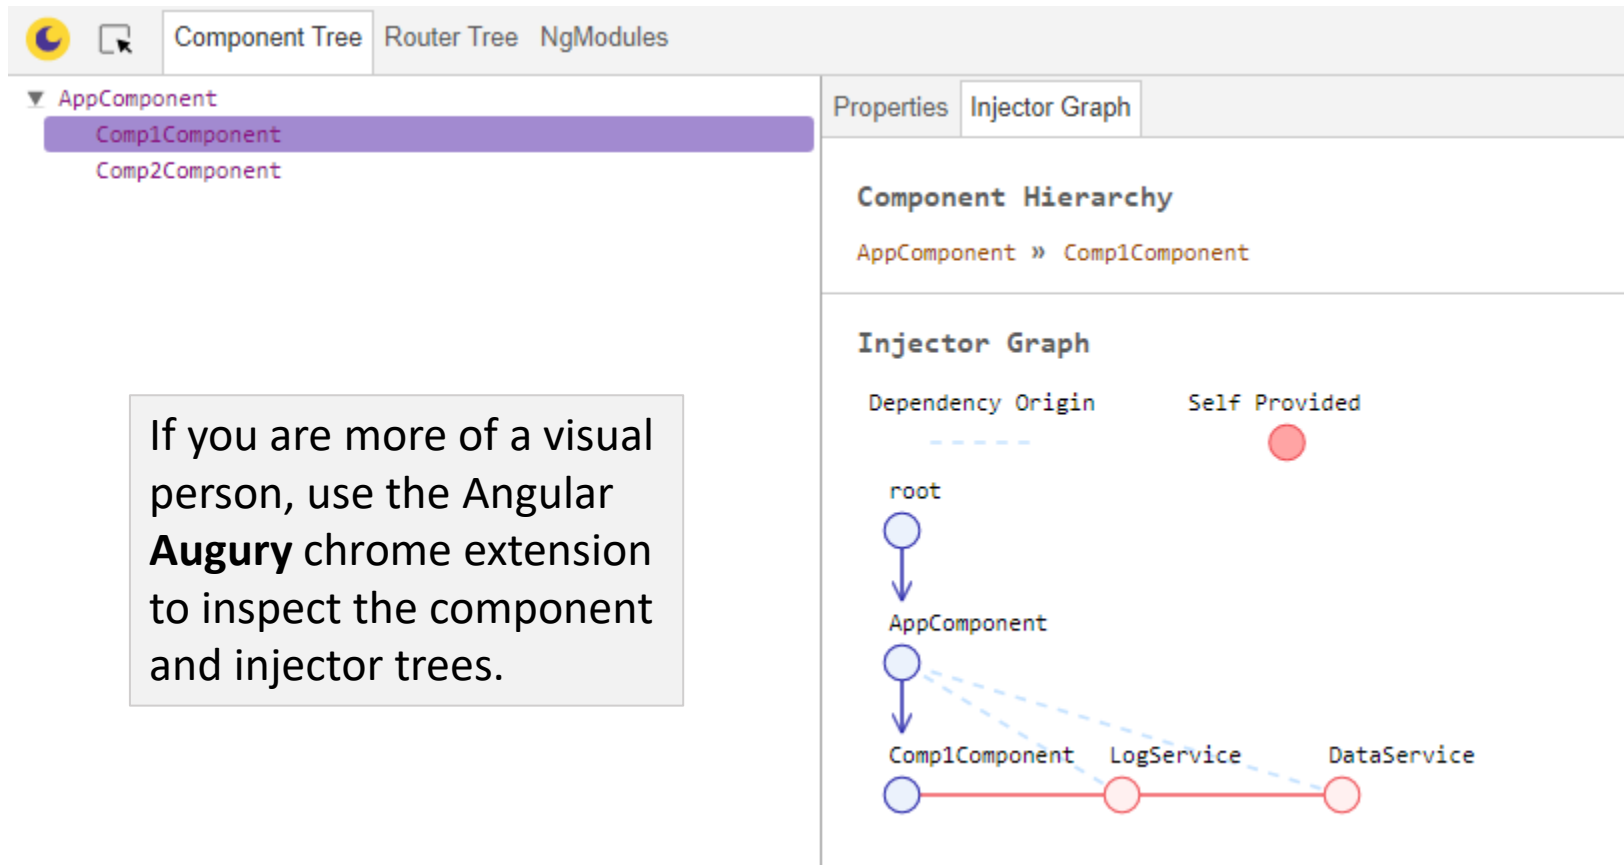 Component Tree Router Tree NgModules
AppComponent
Comp1Component
Comp2Component
If you are more of a visual
person, use the Angular
Augury chrome extension
to inspect the component
and injector trees.
Properties Injector Graph
Component Hierarchy
AppComponent » Comp1Component
Injector Graph
Dependency Origin Self Provided
root
AppComponent
Comp1Component LogService DataService